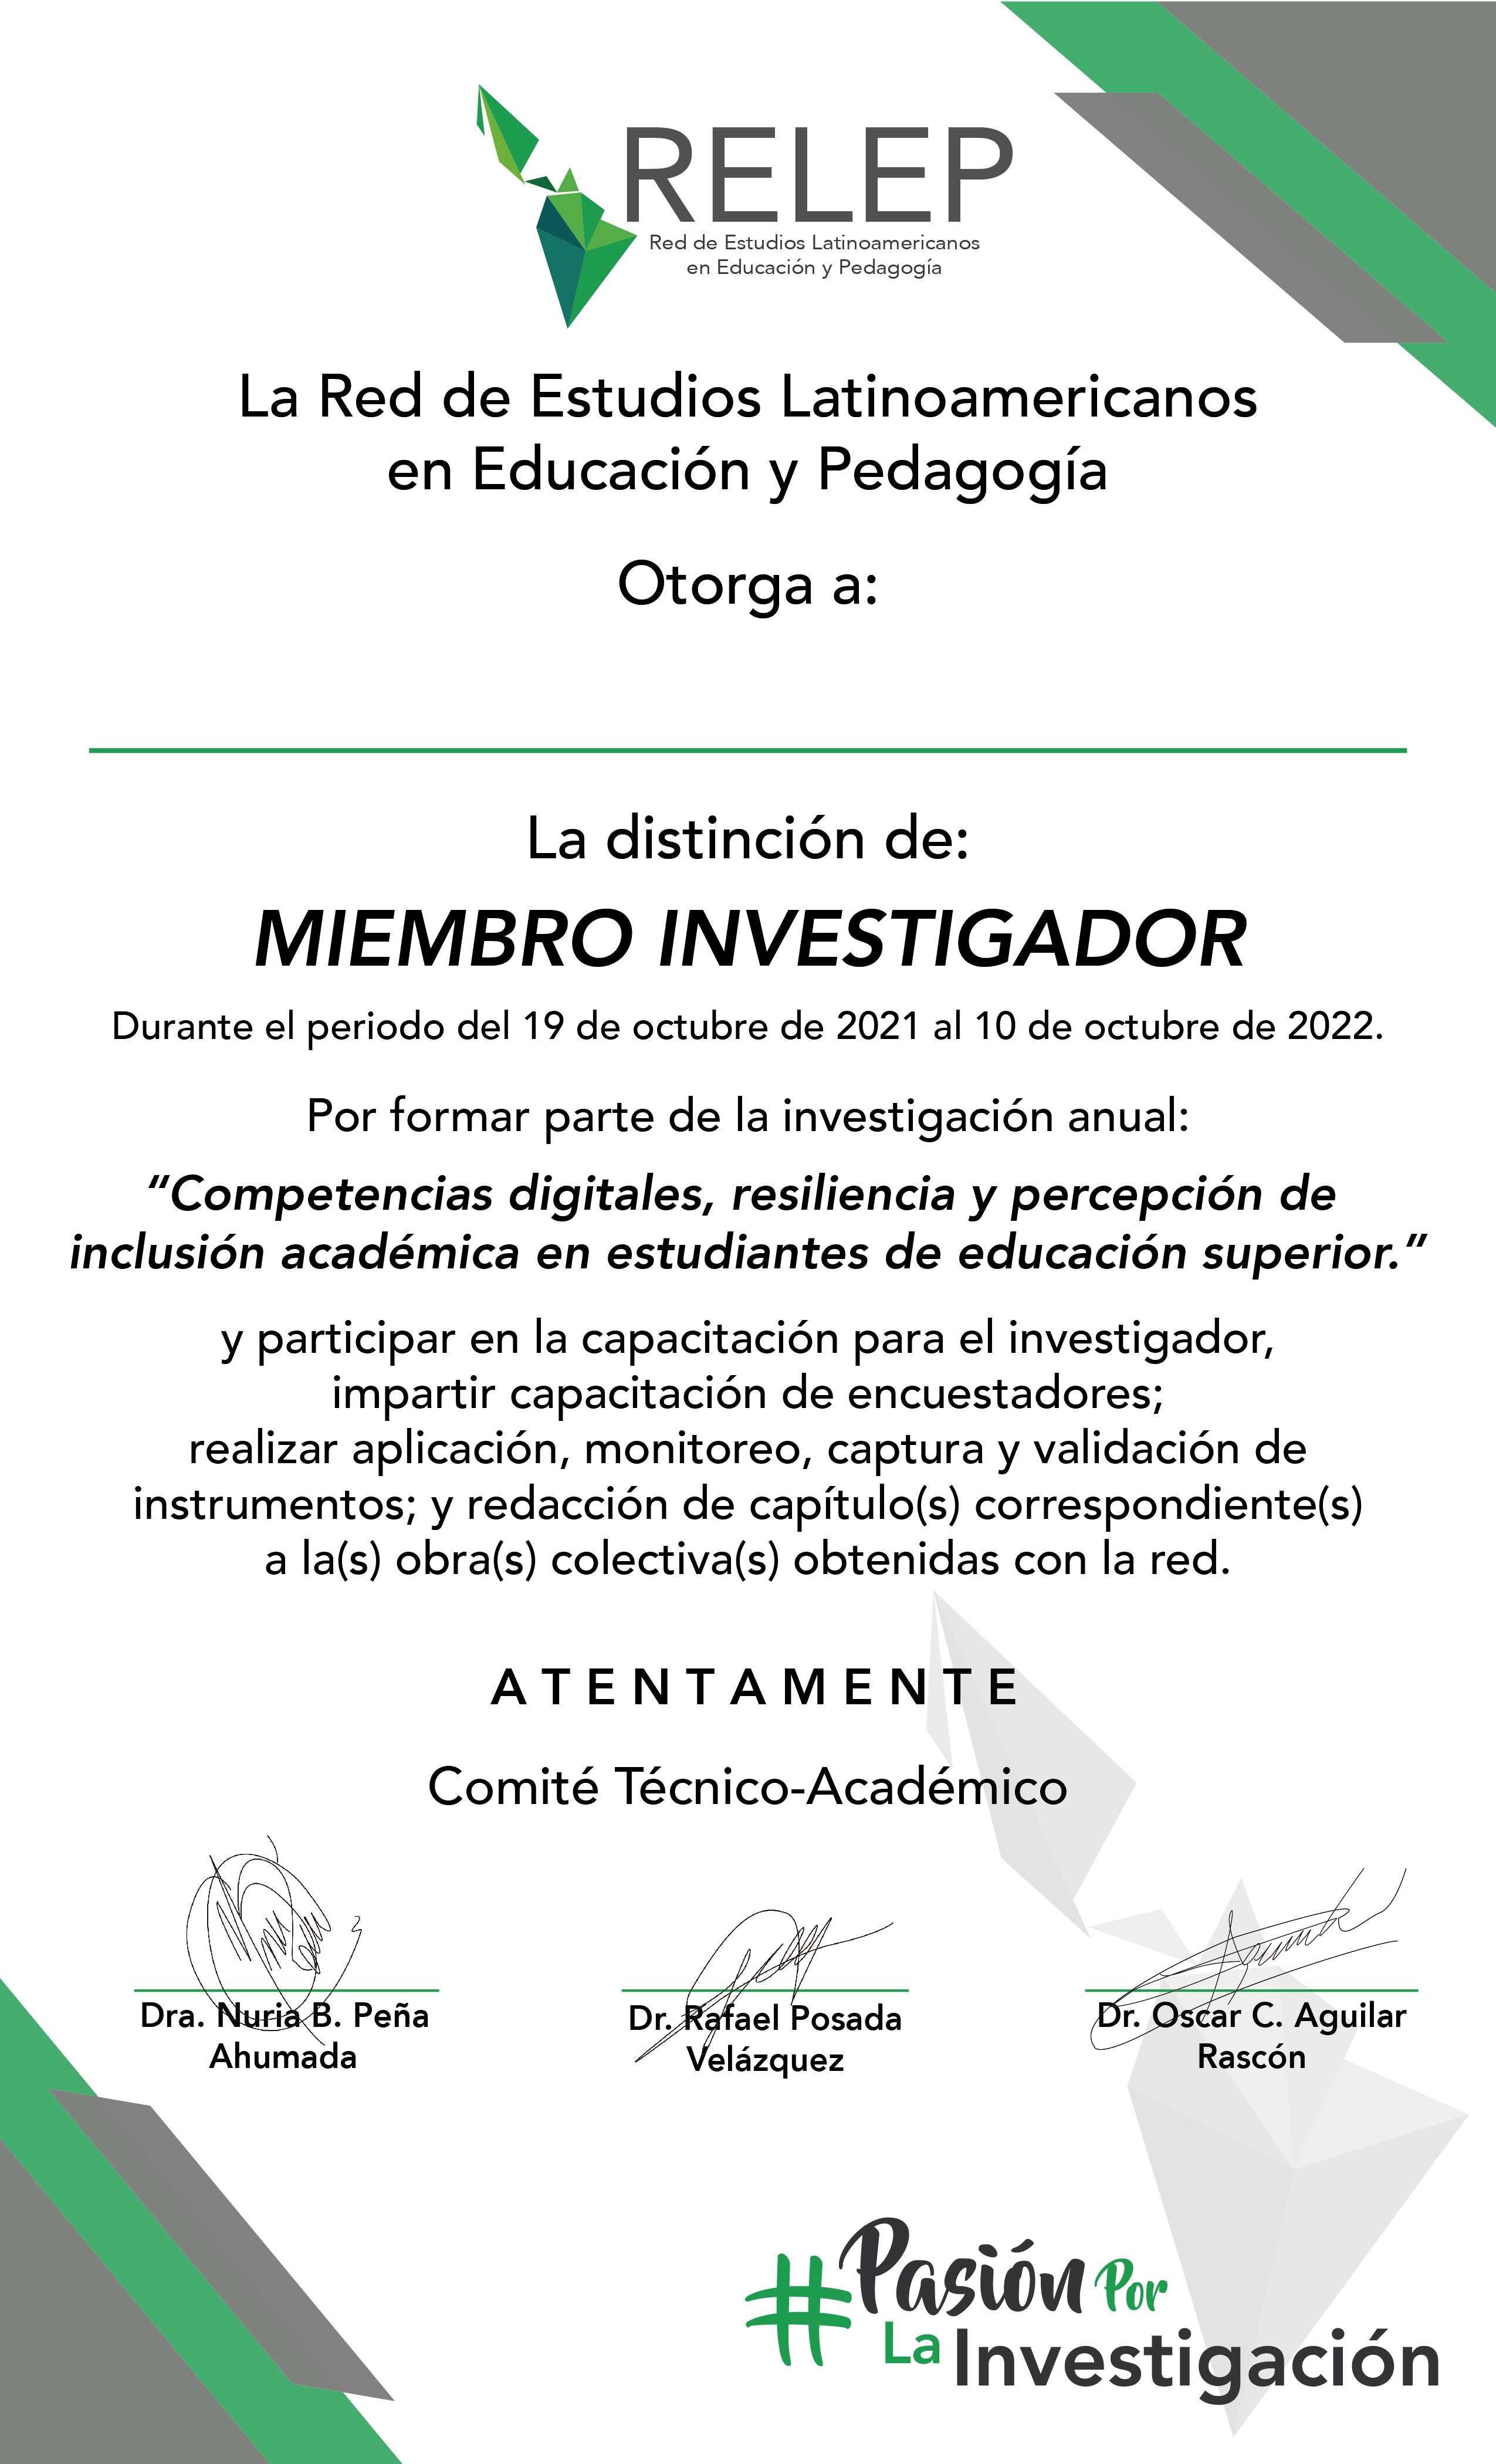 RELEP
Red de Estudios Latinoamericanos
en Educación y Pedagogía
La Red de Estudios Latinoamericanos
en Educación y Pedagogía
Otorga a:
La distinción de:
MIEMBRO INVESTIGADOR
Durante el periodo del 19 de octubre de 2021 al 10 de octubre de 2022.
Por formar parte de la investigación anual:
“Competencias digitales, resiliencia y percepción de
inclusión académica en estudiantes de educación superior.”
y participar en la capacitación para el investigador,
impartir capacitación de encuestadores;
realizar aplicación, monitoreo, captura y validación de
instrumentos; y redacción de capítulo(s) correspondiente(s)
a la(s) obra(s) colectiva(s) obtenidas con la red.
ATENTAMENTE
Comité Técnico-Académico
Dra. Nuria B. Peña
Ahumada
Dr. Rafael Posada
Velázquez
Dr. Oscar C. Aguilar
Rascón
#Pasión Por
La Investigación